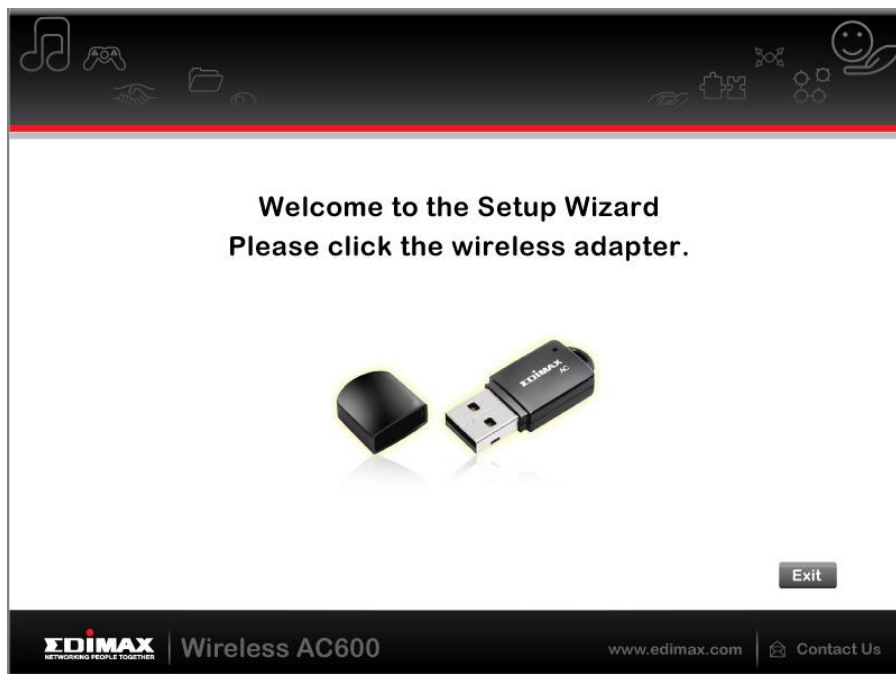 Welcome to the Setup Wizard
Please click the wireless adapter.
EDIMAX
AC
Exit
EDIMAX
NETWORKING PEOPLE TOGETHER
Wireless AC600
www.edimax.com
Contact Us